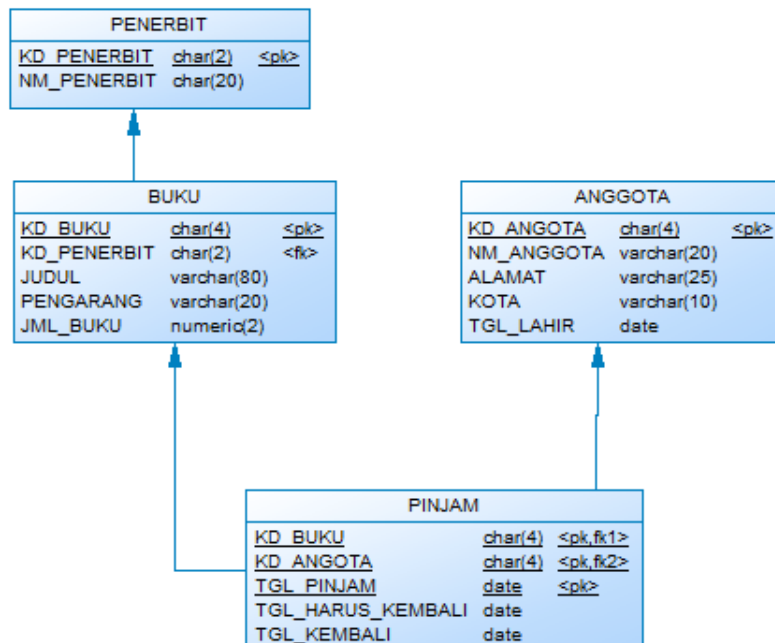 PENERBIT
KD_PENERBIT char(2) <pk>
NM_PENERBIT char(20)
BUKU
KD_BUKU char(4) <pk>
KD_PENERBIT char(2) <fk>
JUDUL varchar(80)
PENGARANG varchar(20)
JML_BUKU numeric(2)
ANGGOTA
KD_ANGOTA char(4) <pk>
NM_ANGGOTA varchar(20)
ALAMAT varchar(25)
KOTA varchar(10)
TGL_LAHIR date
PINJAM
KD_BUKU char(4) <pk,fk1>
KD_ANGOTA char(4) <pk,fk2>
TGL_PINJAM date <pk>
TGL_HARUS_KEMBALI date
TGL_KEMBALI date